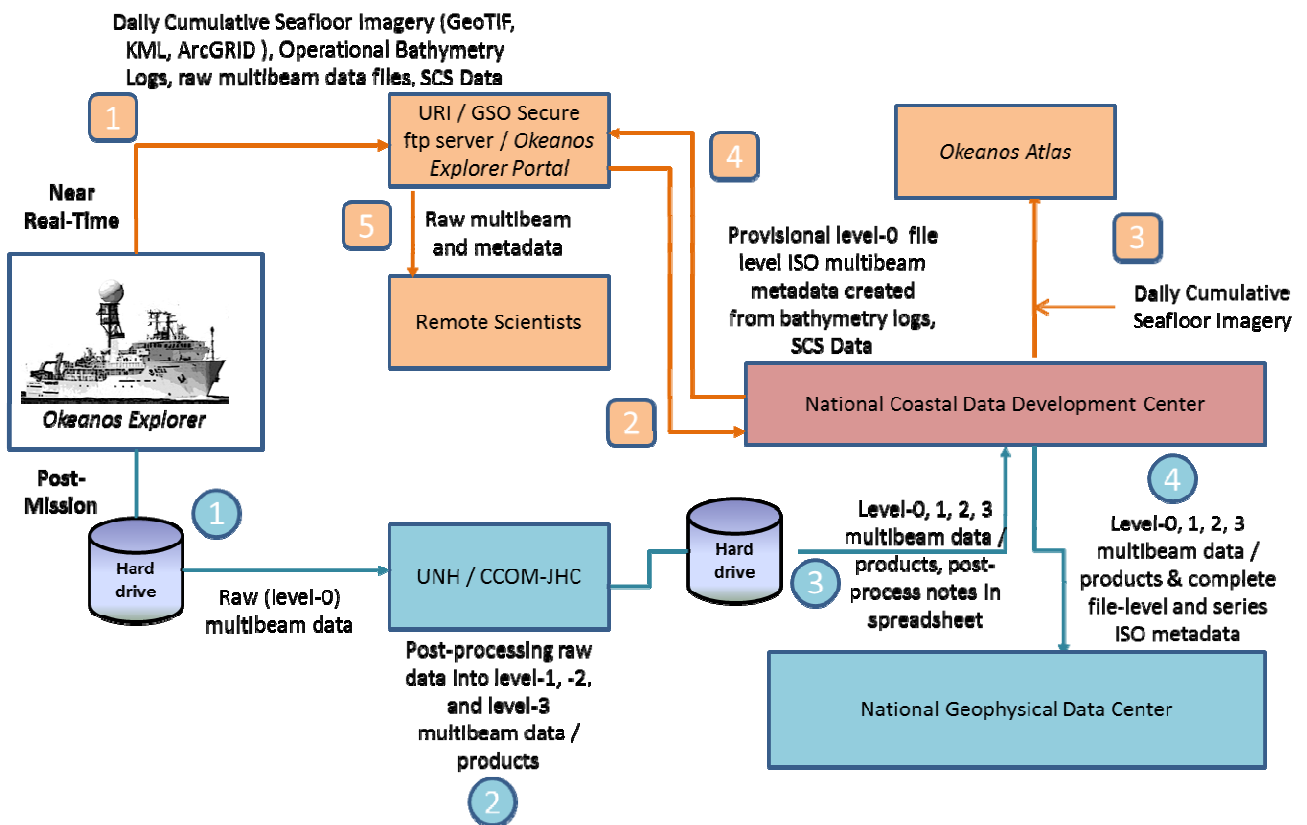 Daily Cumulative Seafloor Imagery (GeoTIF,
KML, ArcGRID ), Operational Bathymetry
Logs, raw multibeam data files, SCS Data
1
URI / GSO Secure
ftp server / Okeanos
Explorer Portal
4
Okeanos Atlas
Near
Real-Time
5
Raw multibeam
and metadata
Provisional level-0 file
level ISO multibeam
metadata created
from bathymetry logs,
SCS Data
3
Daily Cumulative
Seafloor Imagery
Remote Scientists
Okeanos Explorer
2
National Coastal Data Development Center
Post-
Mission
1
Hard
drive
Raw (level-0)
multibeam data
UNH / CCOM-JHC
Post-processing raw
data into level-1, -2,
and level-3
multibeam data /
products
2
Hard
drive
3
Level-0, 1, 2, 3
multibeam data /
products, post-
process notes in
spreadsheet
4
Level-0, 1, 2, 3
multibeam data /
products & complete
file-level and series
ISO metadata
National Geophysical Data Center